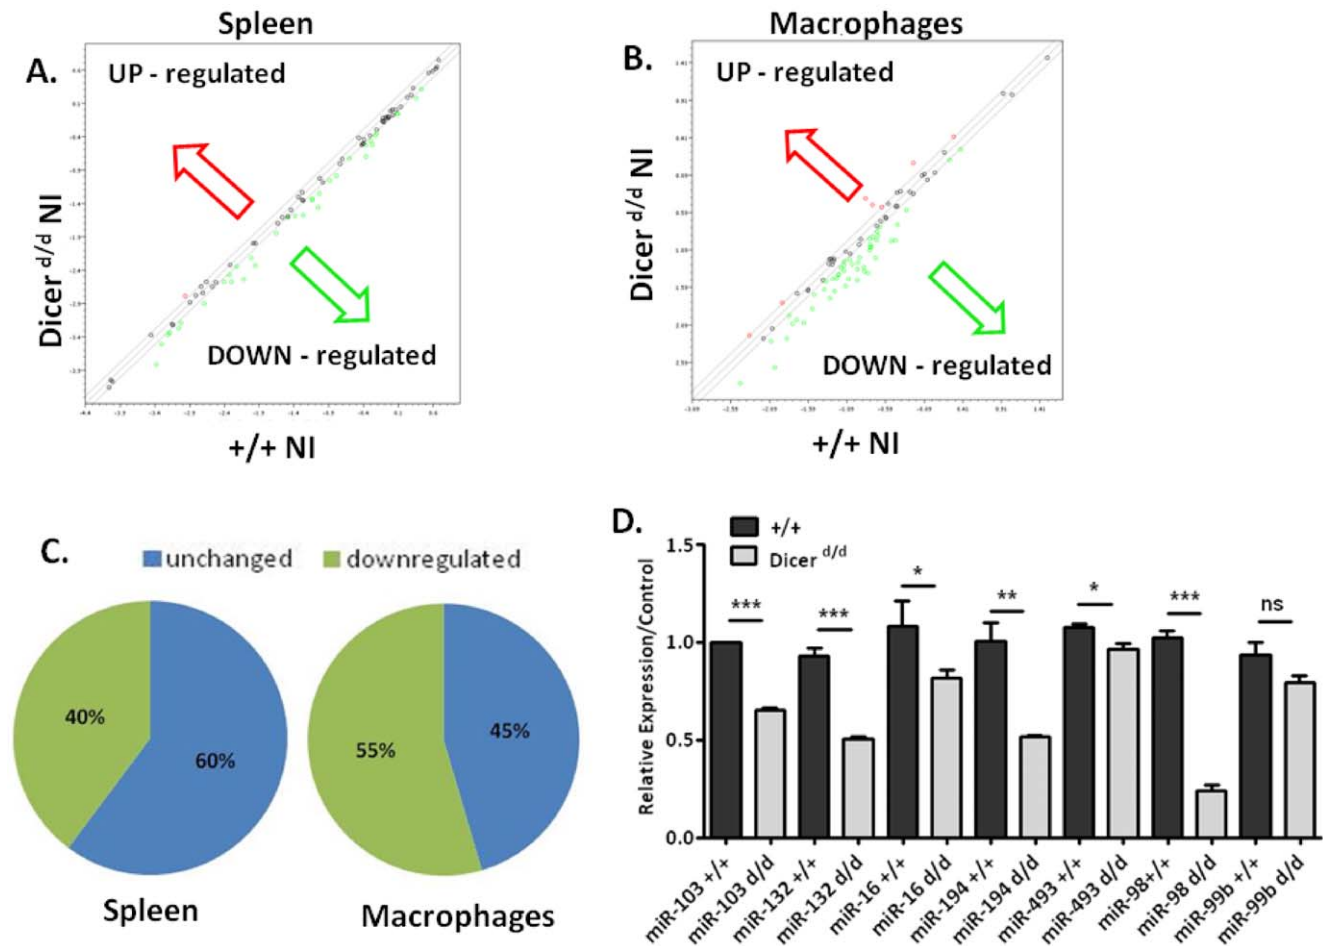 Spleen
A.
UP - regulated
DOWN - regulated
Dicer d/d NI
+/+ NI
Macrophages
B.
UP - regulated
DOWN - regulated
Dicer d/d NI
+/+ NI
C.
unchanged
downregulated
40%
60%
Spleen
55%
45%
Macrophages
D.
+/+
Dicer d/d
Relative Expression/Control
1.5
1.0
0.5
0.0
***
***
*
**
*
***
ns
miR-103 +/+
miR-103 d/d
miR-132 +/+
miR-132 d/d
miR-16 +/+
miR-16 d/d
miR-194 +/+
miR-194 d/d
miR-493 +/+
miR-493 d/d
miR-98+/+
miR-98 d/d
miR-99b +/+
miR-99b d/d